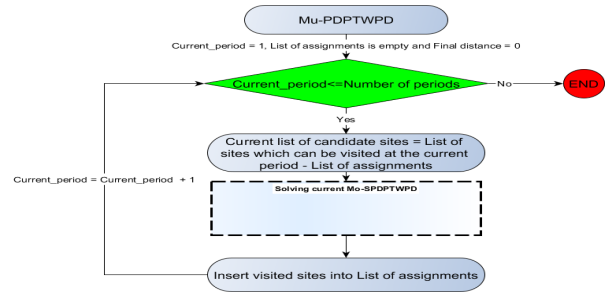 Mu-PDPTWPD
Current_period = 1, List of assignments is empty and Final distance = 0
Current_period<=Number of periods
No
END
Yes
Current list of candidate sites = List of
sites which can be visited at the current
period - List of assignments
Solving current Mo-SPDPTWPD
Current_period = Current_period + 1
Insert visited sites into List of assignments